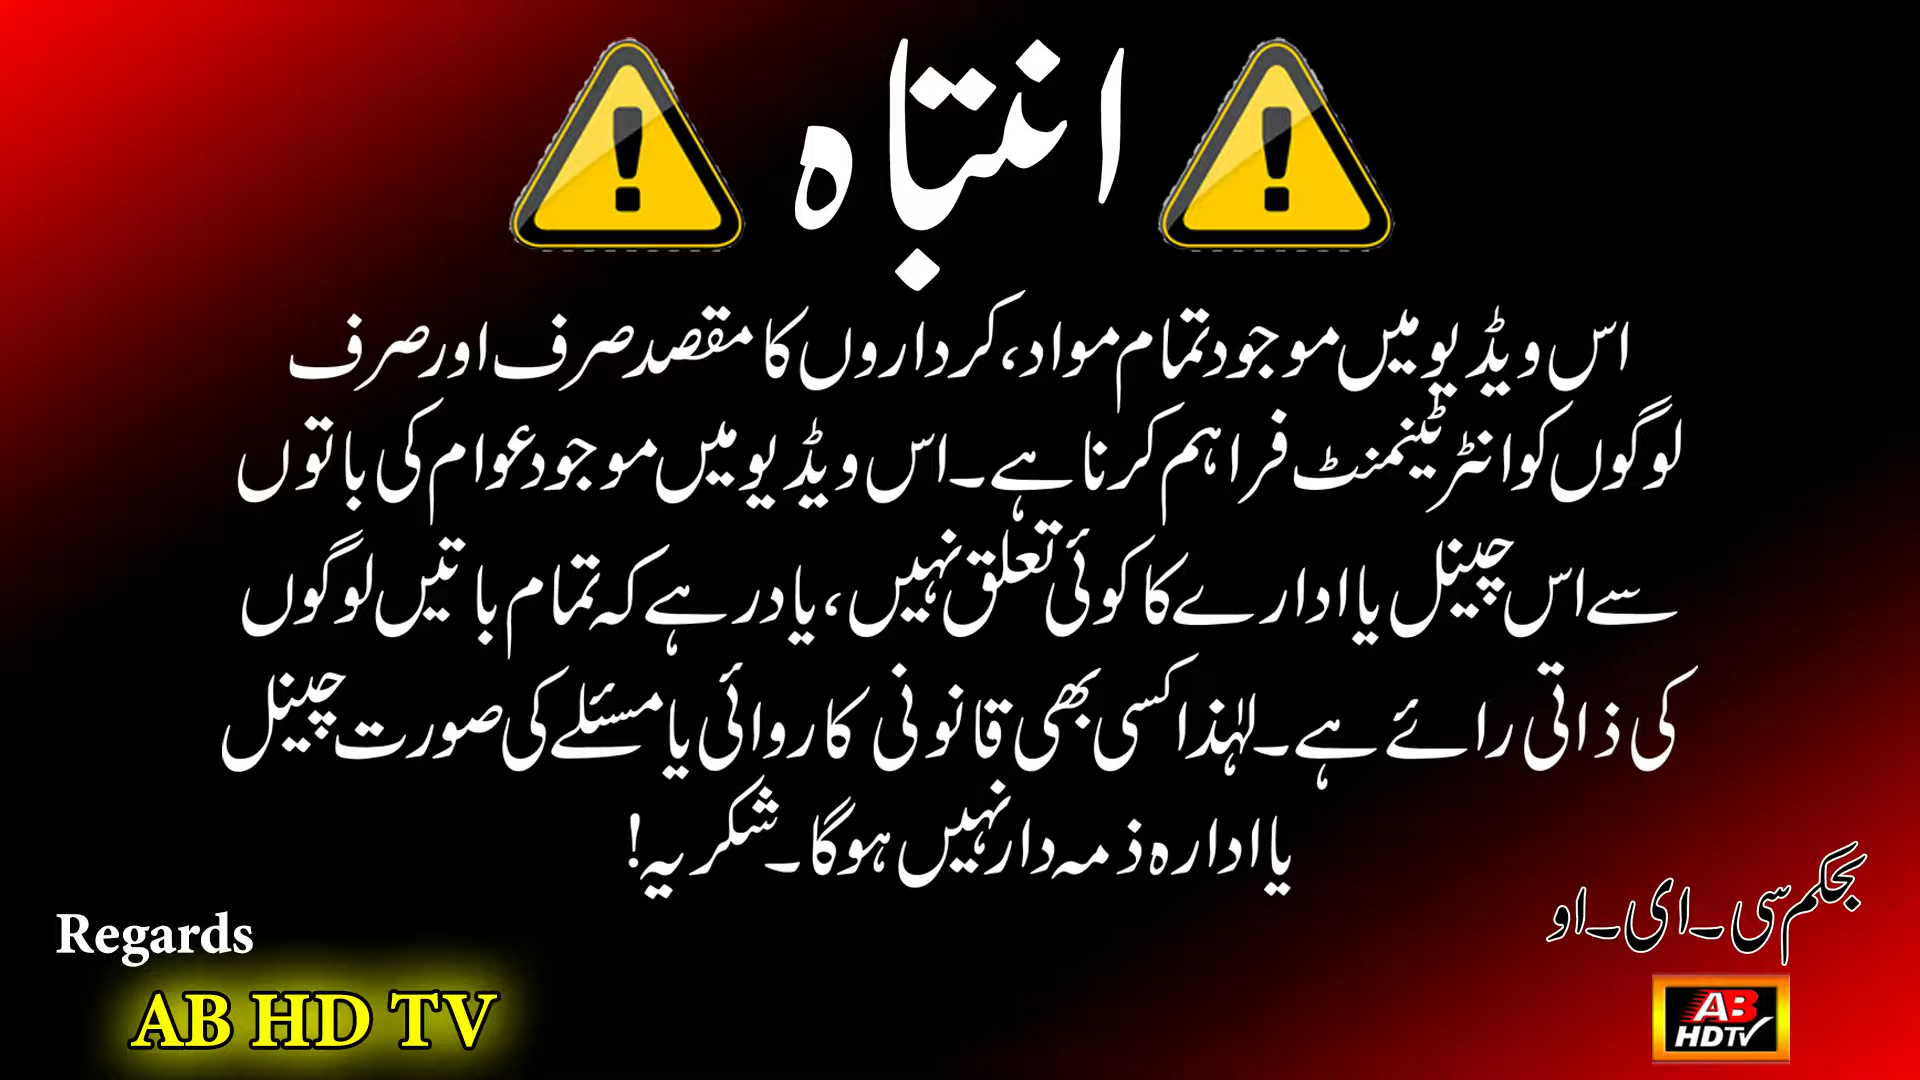 انتباہ
اس ویڈیو میں موجود تمام مواد، کرداروں کا مقصد صرف اور صرف
لوگوں کو انٹرٹینمنٹ فراہم کرنا ہے۔ اس ویڈیو میں موجود عوام کی باتوں
سے اس چینل یا ادارے کا کوئی تعلق نہیں، یاد رہے کہ تمام باتیں لوگوں
کی ذاتی رائے ہے۔ لہٰذا کسی بھی قانونی کاروائی یا مسئلے کی صورت چینل
یا ادارہ ذمہ دار نہیں ہوگا۔ شکریہ!
بحکم سی۔ای۔او
Regards
AB HD TV
AB
HDTV